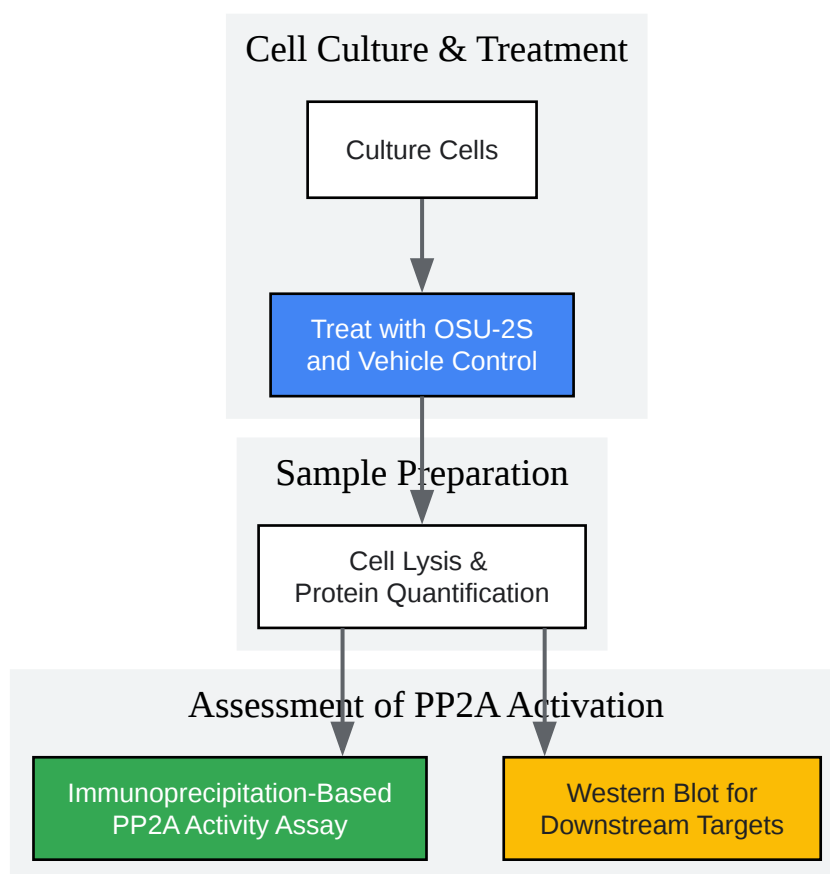 Cell Culture & Treatment
Culture Cells
Treat with OSU-2S
and Vehicle Control
Sample Preparation
Cell Lysis &
Protein Quantification
Assessment of PP2A Activation
Immunoprecipitation-Based
PP2A Activity Assay
Western Blot for
Downstream Targets